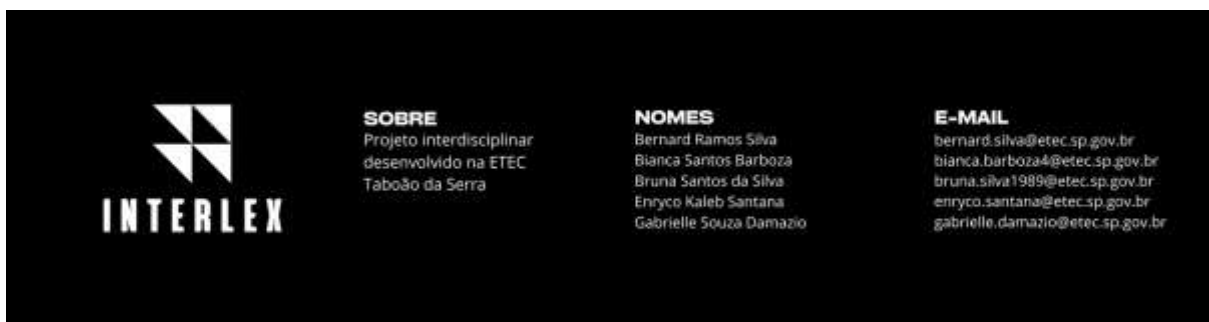 INTERLEX
SOBRE
Projeto interdisciplinar
desenvolvido na ETEC
Taboão da Serra
NOMES
Bernard Ramos Silva
Bianca Santos Barboza
Bruna Santos da Silva
Enryco Kaleb Santana
Gabrielle Souza Damazio
E-MAIL
bernard.silva@etec.sp.gov.br
bianca.barboza4@etec.sp.gov.br
bruna.silva1989@etec.sp.gov.br
enryco.santana@etec.sp.gov.br
gabrielle.damazio@etec.sp.gov.br